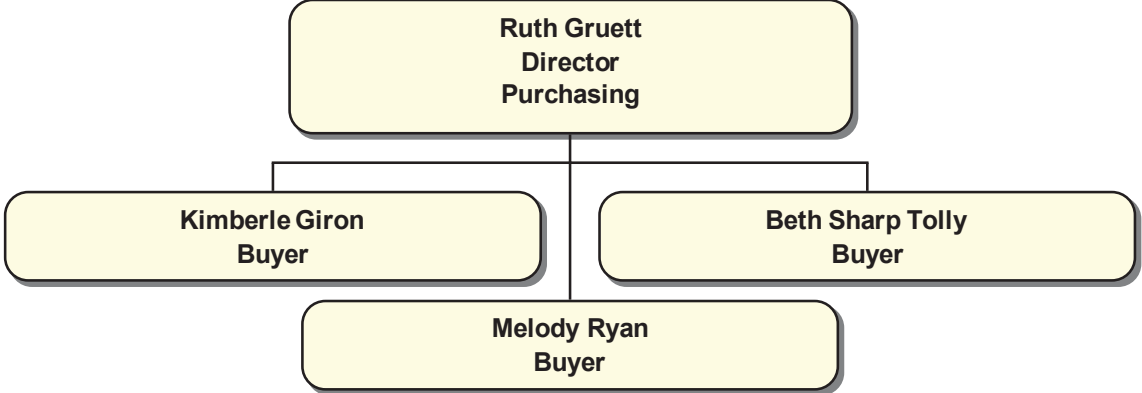 Ruth Gruett
Director
Purchasing
Kimberle Giron
Buyer
Beth Sharp Tolly
Buyer
Melody Ryan
Buyer